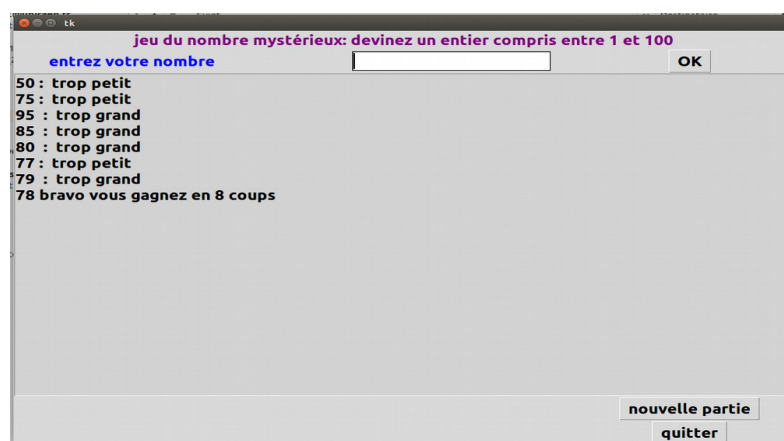 tk
jeu du nombre mystérieux: devinez un entier compris entre 1 et 100
entrez votre nombre OK
50 : trop petit
75 : trop petit
95 : trop grand
85 : trop grand
80 : trop grand
77 : trop petit
79 : trop grand
78 bravo vous gagnez en 8 coups
nouvelle partie
quitter